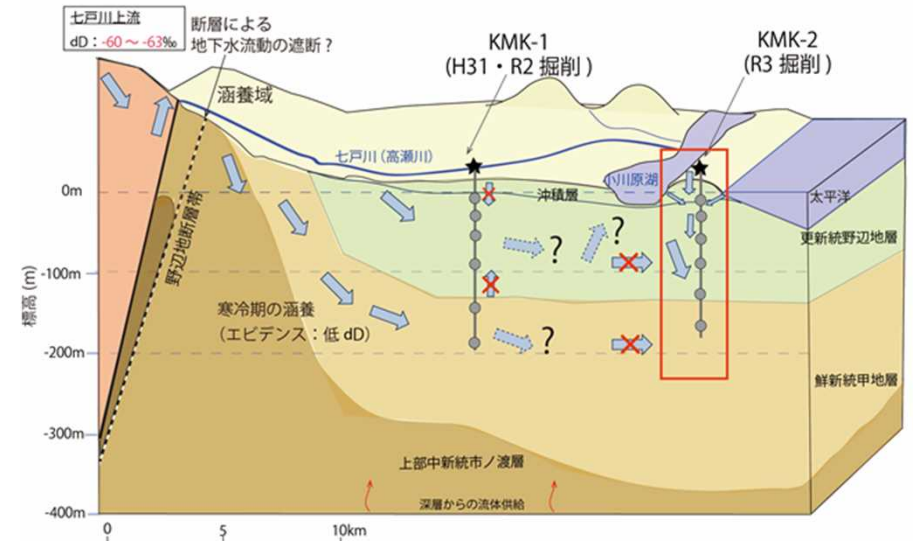 七戸川上流
dD:-60 ～ -63‰
断層による
地下水流動の遮断?
KMK-1
(H31・R2 掘削 )
KMK-2
(R3 掘削 )
涵養域
七戸川(高瀬川)
小川原湖
沖積層
太平洋
更新統野辺地層
野辺地断層帯
寒冷期の涵養
(エビデンス:低 dD)
?
?
?
鮮新統甲地層
上部中新統市ノ渡層
深層からの流体供給
標高 (m)
0m
-100m
-200m
-300m
-400m
0
5
10km